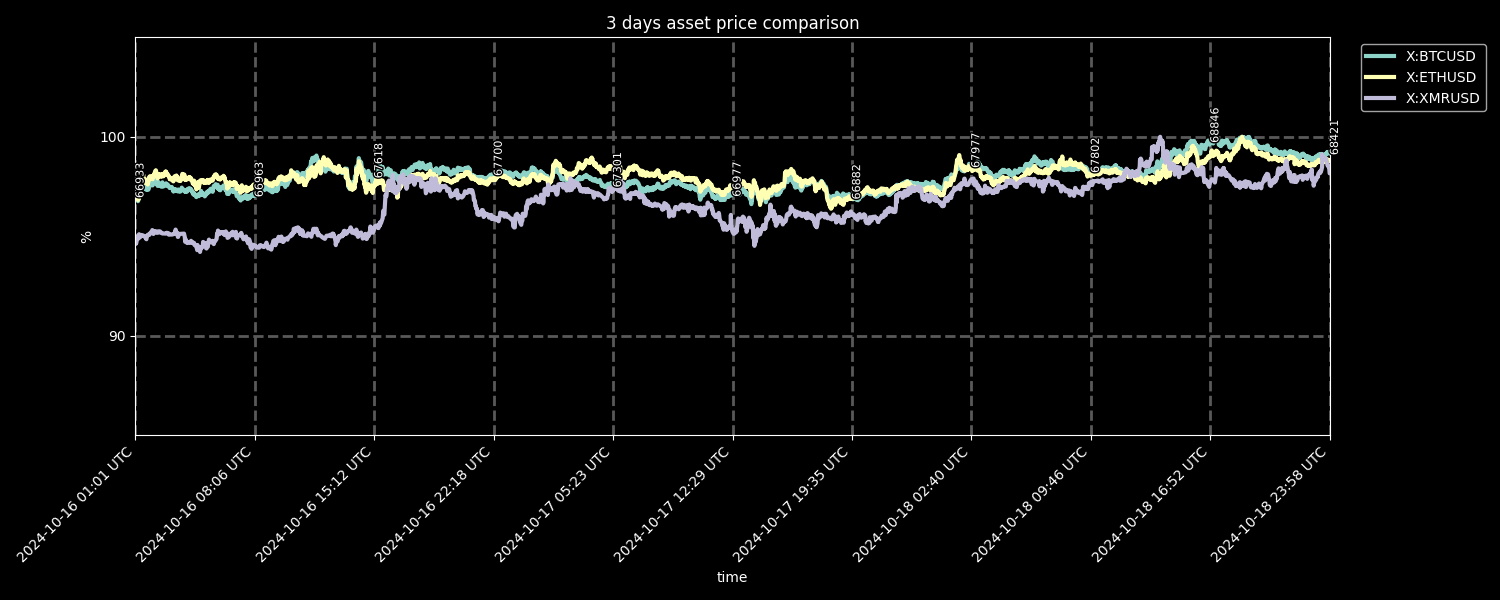 3 days asset price comparison
X:BTCUSD
X:ETHUSD
X:XMRUSD
%
100
90
66933
66963
67618
67700
67301
66977
66882
67977
67802
68846
68421
2024-10-16 01:01 UTC
2024-10-16 08:06 UTC
2024-10-16 15:12 UTC
2024-10-16 22:18 UTC
2024-10-17 05:23 UTC
2024-10-17 12:29 UTC
2024-10-17 19:35 UTC
2024-10-18 02:40 UTC
2024-10-18 09:46 UTC
2024-10-18 16:52 UTC
2024-10-18 23:58 UTC
time